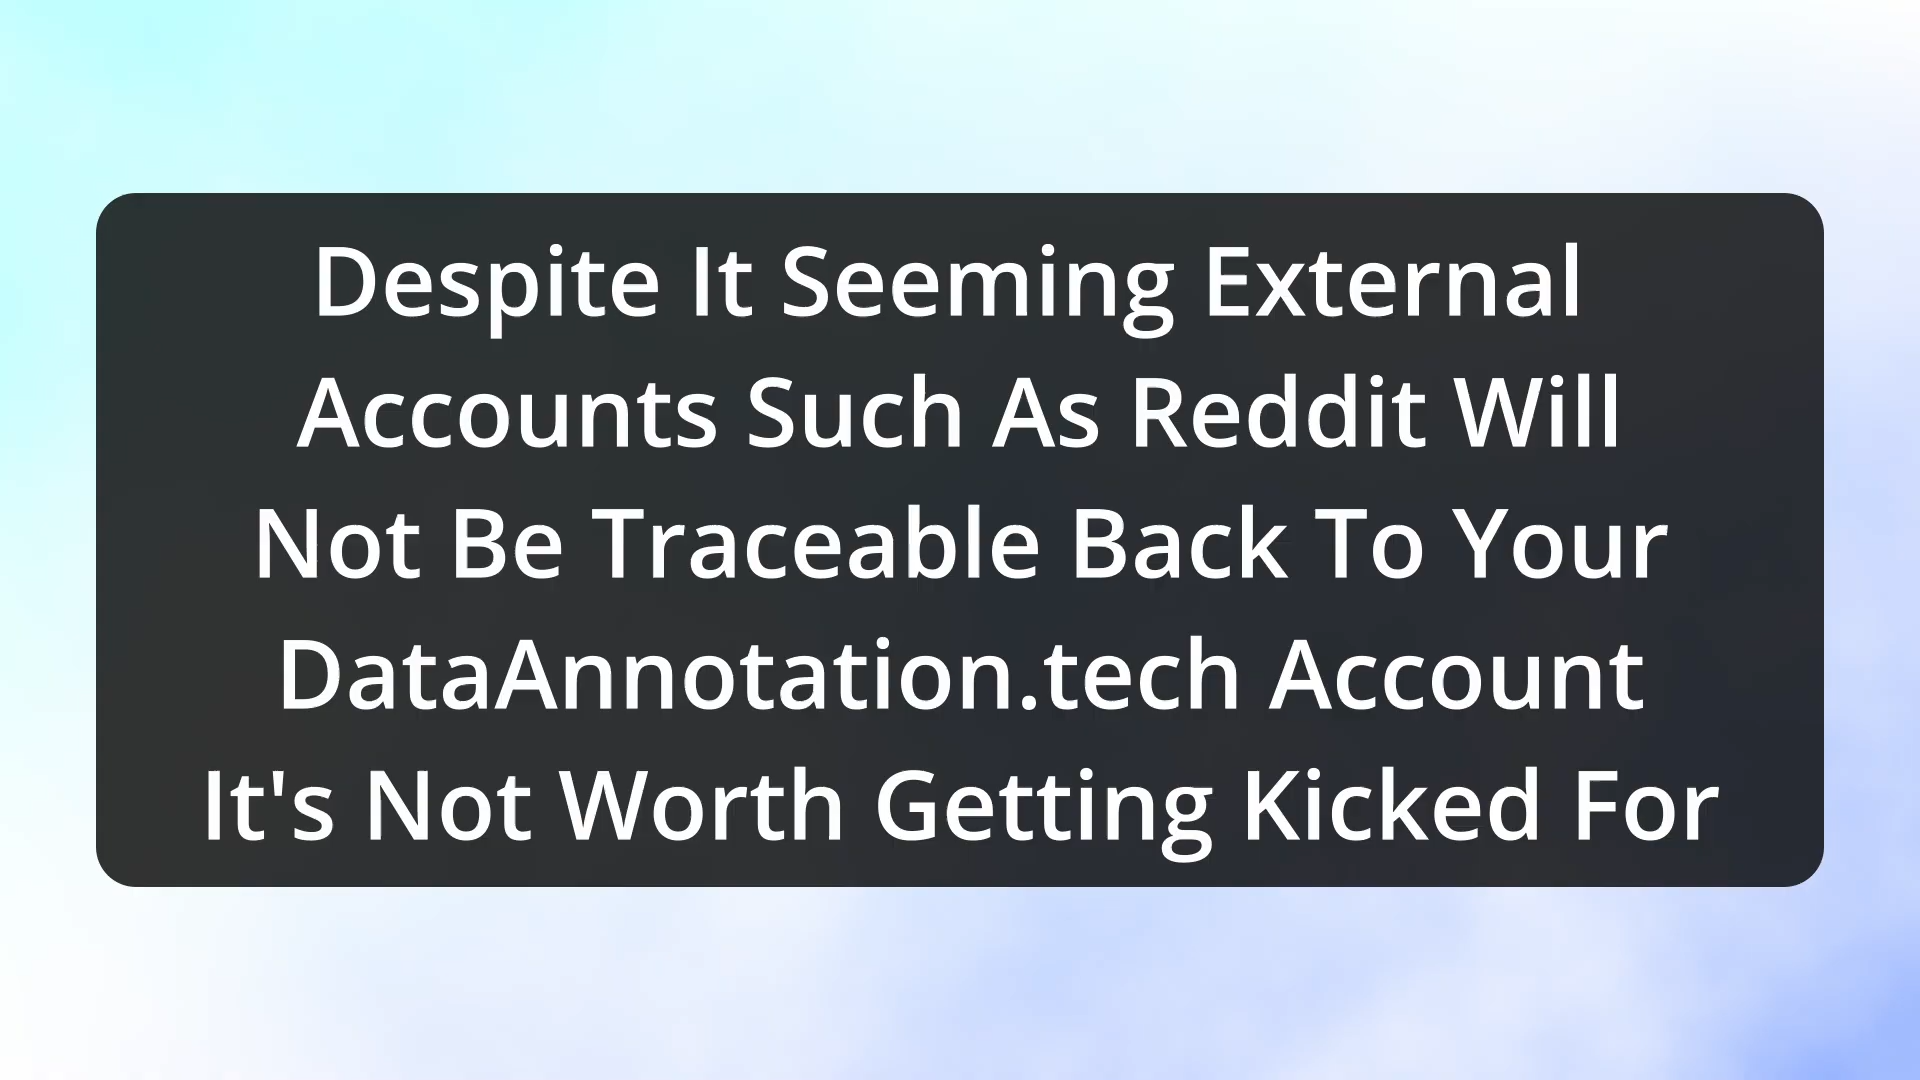 Despite It Seeming External
Accounts Such As Reddit Will
Not Be Traceable Back To Your
DataAnnotation.tech Account
It's Not Worth Getting Kicked For